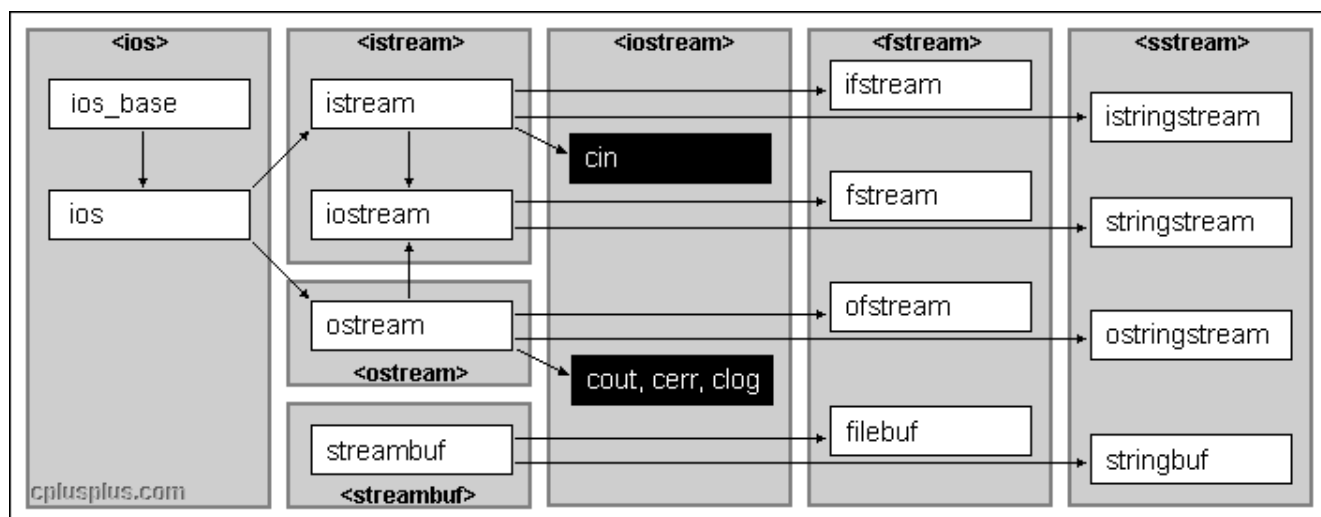 <ios>
ios_base
ios
<istream>
istream
iostream
ostream
<ostream>
streambuf
<streambuf>
<iostream>
cin
cout, cerr, clog
<fstream>
ifstream
fstream
ofstream
filebuf
<sstream>
istringstream
stringstream
ostringstream
stringbuf
cplusplus.com